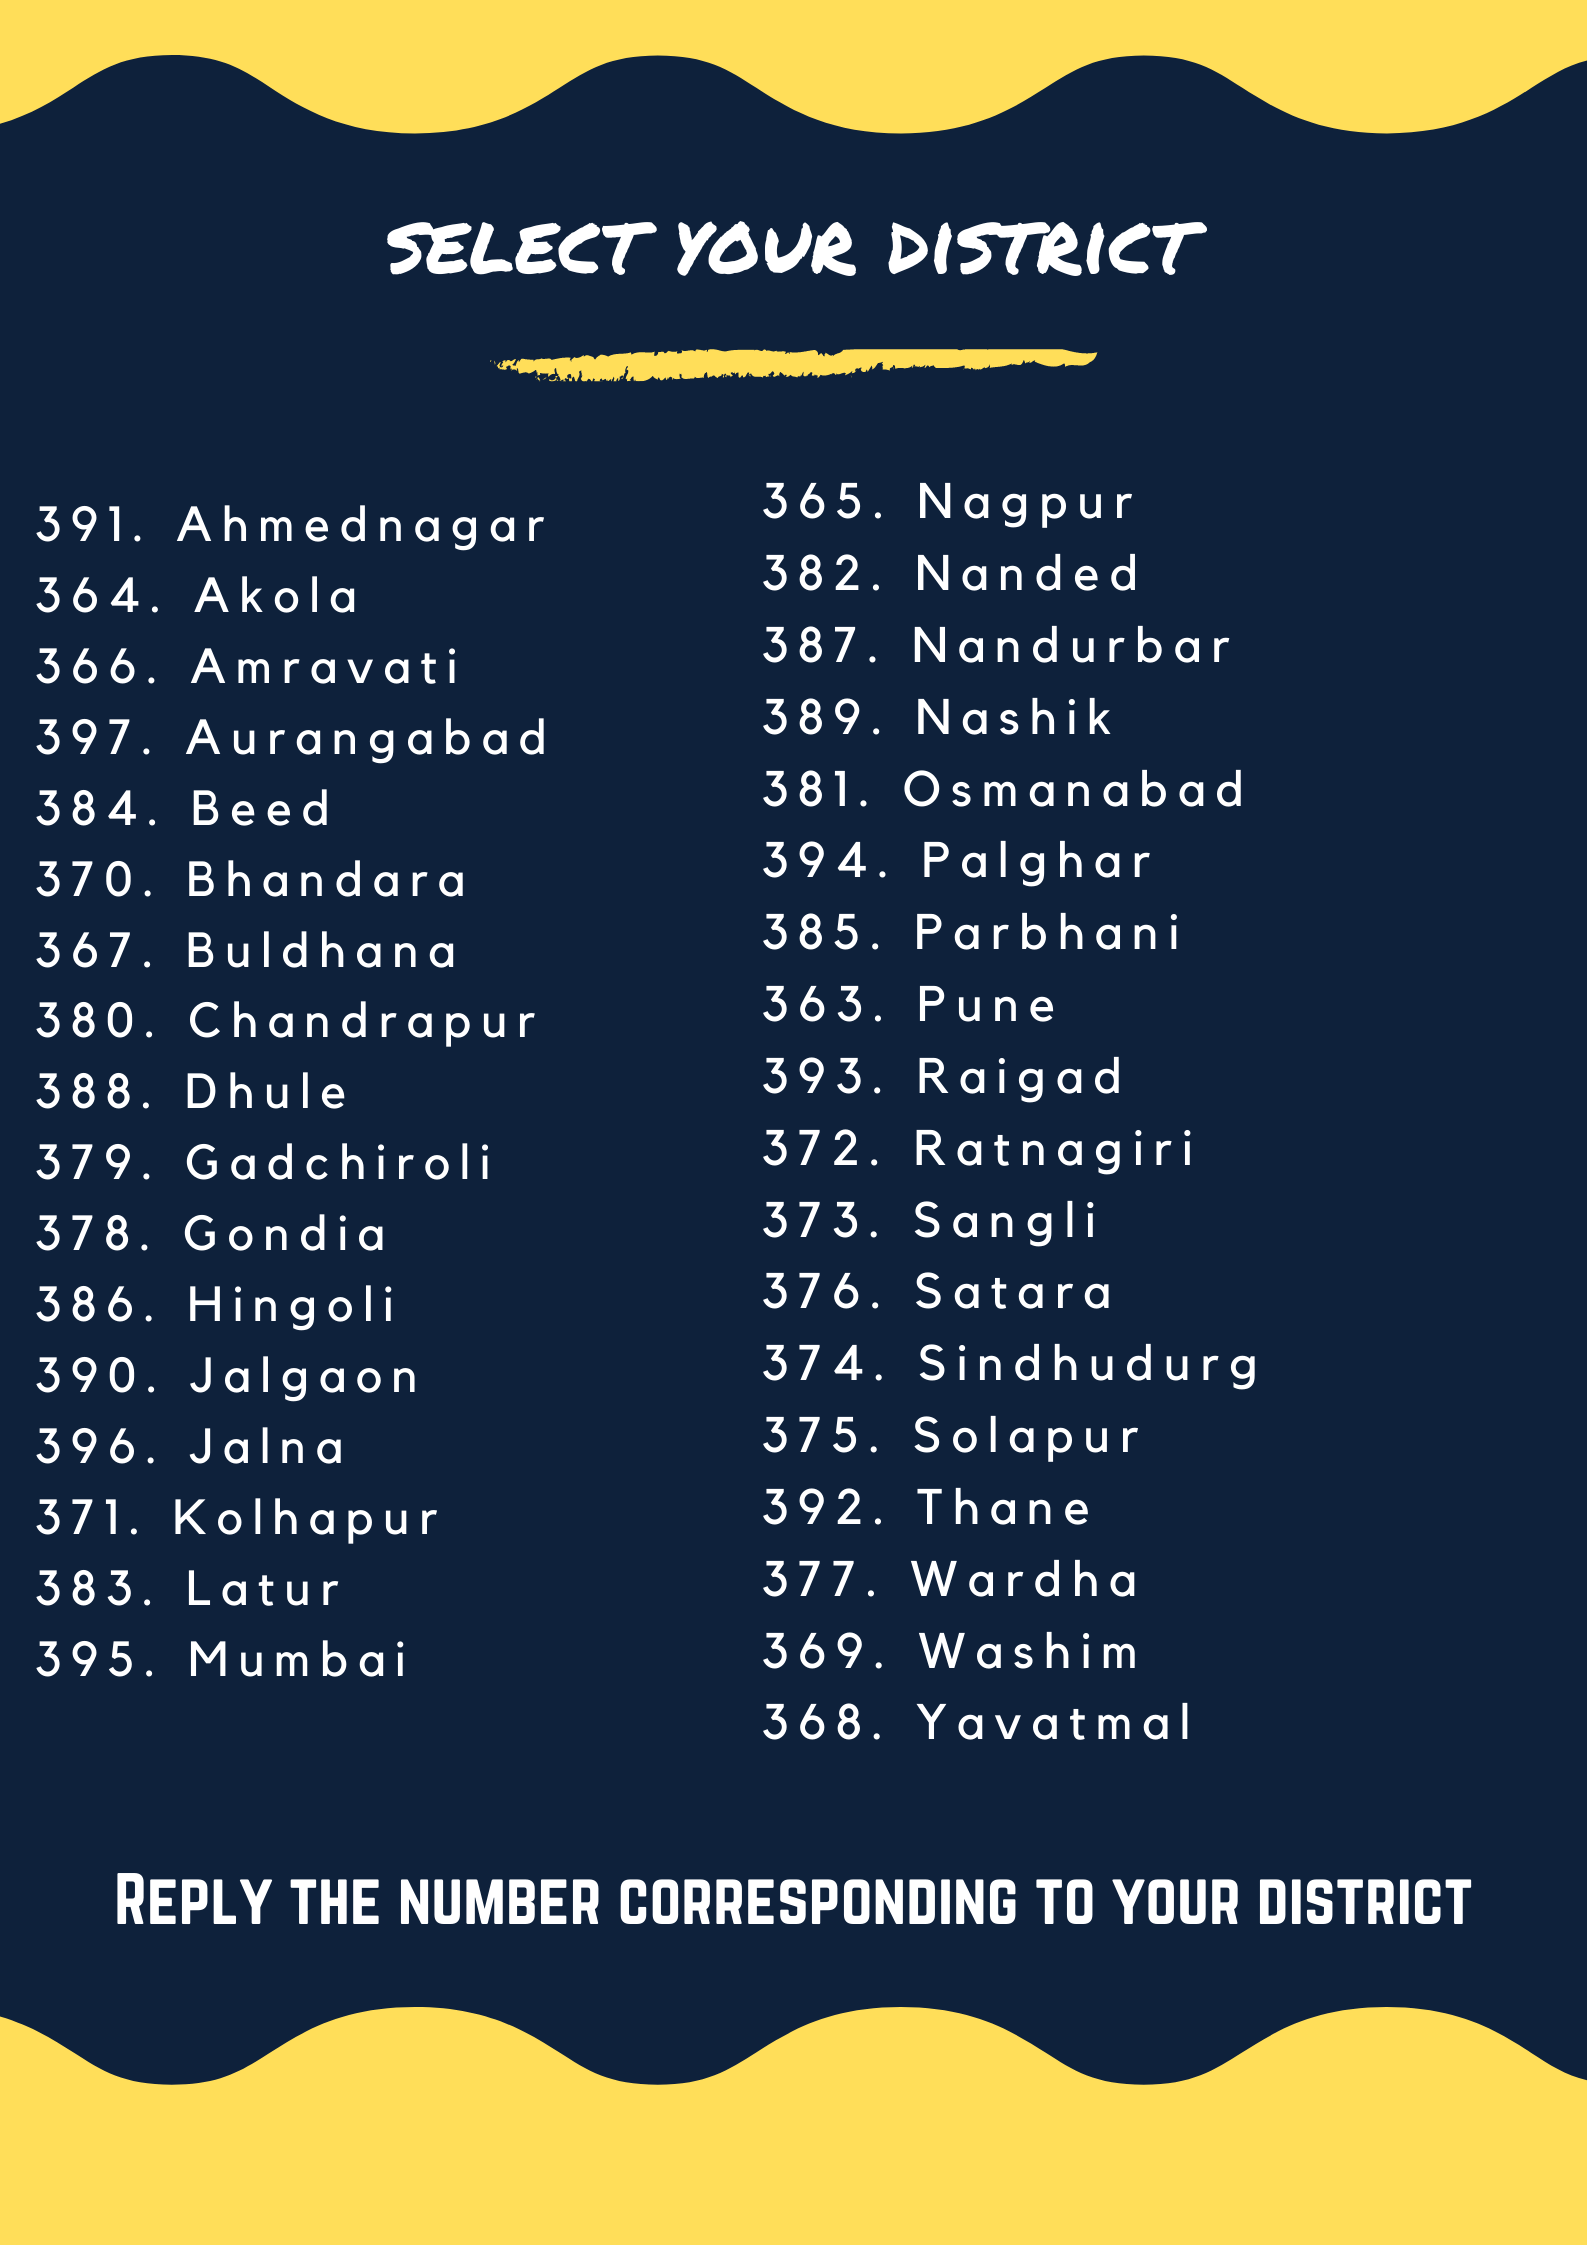 SELECT YOUR DISTRICT
391. Ahmednagar
364. Akola
366. Amravati
397. Aurangabad
384. Beed
370. Bhandara
367. Buldhana
380. Chandrapur
388. Dhule
379. Gadchiroli
378. Gondia
386. Hingoli
390. Jalgaon
396. Jalna
371. Kolhapur
383. Latur
395. Mumbai
365. Nagpur
382. Nanded
387. Nandurbar
389. Nashik
381. Osmanabad
394. Palghar
385. Parbhani
363. Pune
393. Raigad
372. Ratnagiri
373. Sangli
376. Satara
374. Sindhudurg
375. Solapur
392. Thane
377. Wardha
369. Washim
368. Yavatmal
REPLY THE NUMBER CORRESPONDING TO YOUR DISTRICT